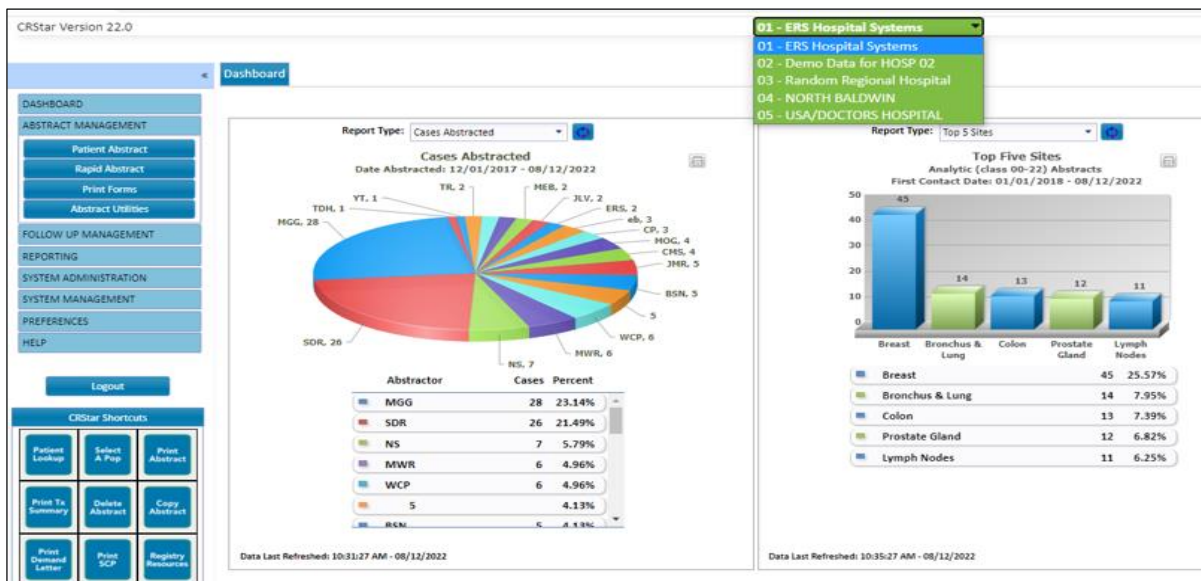 CRStar Version 22.0
01 - ERS Hospital Systems
01 - ERS Hospital Systems
02 - Demo Data for HOSP 02
03 - Random Regional Hospital
04 - NORTH BALDWIN
05 - USA/DOCTORS HOSPITAL
«
Dashboard
DASHBOARD
ABSTRACT MANAGEMENT
Patient Abstract
Rapid Abstract
Print Forms
Abstract Utilities
FOLLOW UP MANAGEMENT
REPORTING
SYSTEM ADMINISTRATION
SYSTEM MANAGEMENT
PREFERENCES
HELP
Logout
CRStar Shortcuts
Patient Lookup
Select A Pop
Print Abstract
Print Tx Summary
Delete Abstract
Copy Abstract
Print Demand Letter
Print SCP
Registry Resources
Report Type: Cases Abstracted
Cases Abstracted
Date Abstracted: 12/01/2017 - 08/12/2022
TR, 2
MEB, 2
YT, 1
JLV, 2
TDH, 1
ERS, 2
MGG, 28
eb, 3
CP, 3
MOG, 4
CMS, 4
JMR, 5
BSN, 5
5
WCP, 6
MWR, 6
NS, 7
SDR, 26
Abstractor Cases Percent
MGG 28 23.14%
SDR 26 21.49%
NS 7 5.79%
MWR 6 4.96%
WCP 6 4.96%
5 4.13%
BSN 5 4.13%
Data Last Refreshed: 10:31:27 AM - 08/12/2022
Report Type: Top 5 Sites
Top Five Sites
Analytic (class 00-22) Abstracts
First Contact Date: 01/01/2018 - 08/12/2022
50
40
30
20
10
0
45
14
13
12
11
Breast
Bronchus & Lung
Colon
Prostate Gland
Lymph Nodes
Breast 45 25.57%
Bronchus & Lung 14 7.95%
Colon 13 7.39%
Prostate Gland 12 6.82%
Lymph Nodes 11 6.25%
Data Last Refreshed: 10:35:27 AM - 08/12/2022